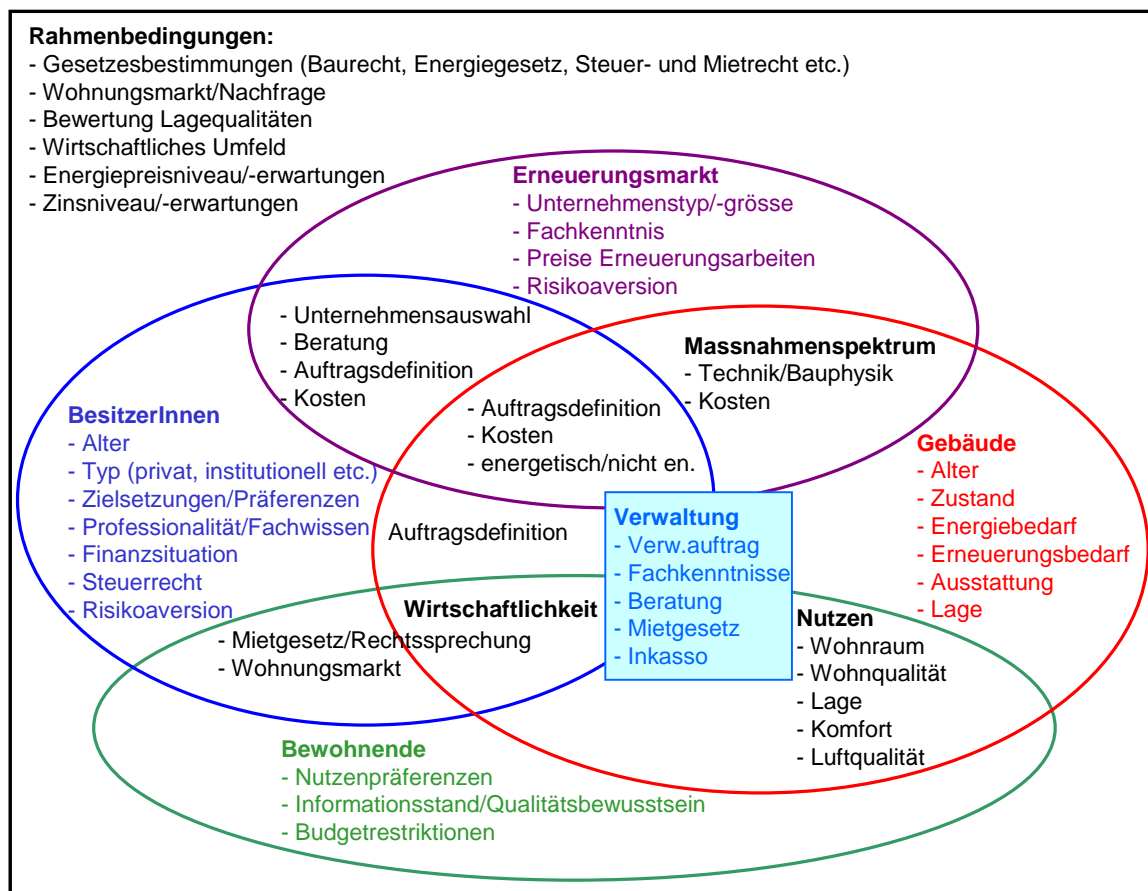 Rahmenbedingungen:
- Gesetzesbestimmungen (Baurecht, Energiegesetz, Steuer- und Mietrecht etc.)
- Wohnungsmarkt/Nachfrage
- Bewertung Lagequalitäten
- Wirtschaftliches Umfeld
- Energiepreisniveau/-erwartungen
- Zinsniveau/-erwartungen
Erneuerungsmarkt
- Unternehmenstyp/-grösse
- Fachkenntnis
- Preise Erneuerungsarbeiten
- Risikoaversion
- Unternehmensauswahl
- Beratung
- Auftragsdefinition
- Kosten
Massnahmenspektrum
- Technik/Bauphysik
- Kosten
- Auftragsdefinition
- Kosten
- energetisch/nicht en.
BesitzerInnen
- Alter
- Typ (privat, institutionell etc.)
- Zielsetzungen/Präferenzen
- Professionalität/Fachwissen
- Finanzsituation
- Steuerrecht
- Risikoaversion
Gebäude
- Alter
- Zustand
- Energiebedarf
- Erneuerungsbedarf
- Ausstattung
- Lage
Auftragsdefinition
Verwaltung
- Verw.auftrag
- Fachkenntnisse
- Beratung
- Mietgesetz
- Inkasso
Wirtschaftlichkeit
- Mietgesetz/Rechtssprechung
- Wohnungsmarkt
Nutzen
- Wohnraum
- Wohnqualität
- Lage
- Komfort
- Luftqualität
Bewohnende
- Nutzenpräferenzen
- Informationsstand/Qualitätsbewusstsein
- Budgetrestriktionen